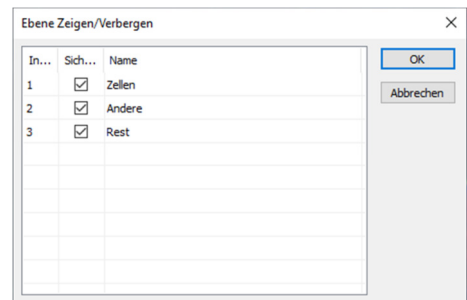 Ebene Zeigen/Verbergen
In... Sich... Name
OK
1 Zellen
Abbrechen
2 Andere
3 Rest